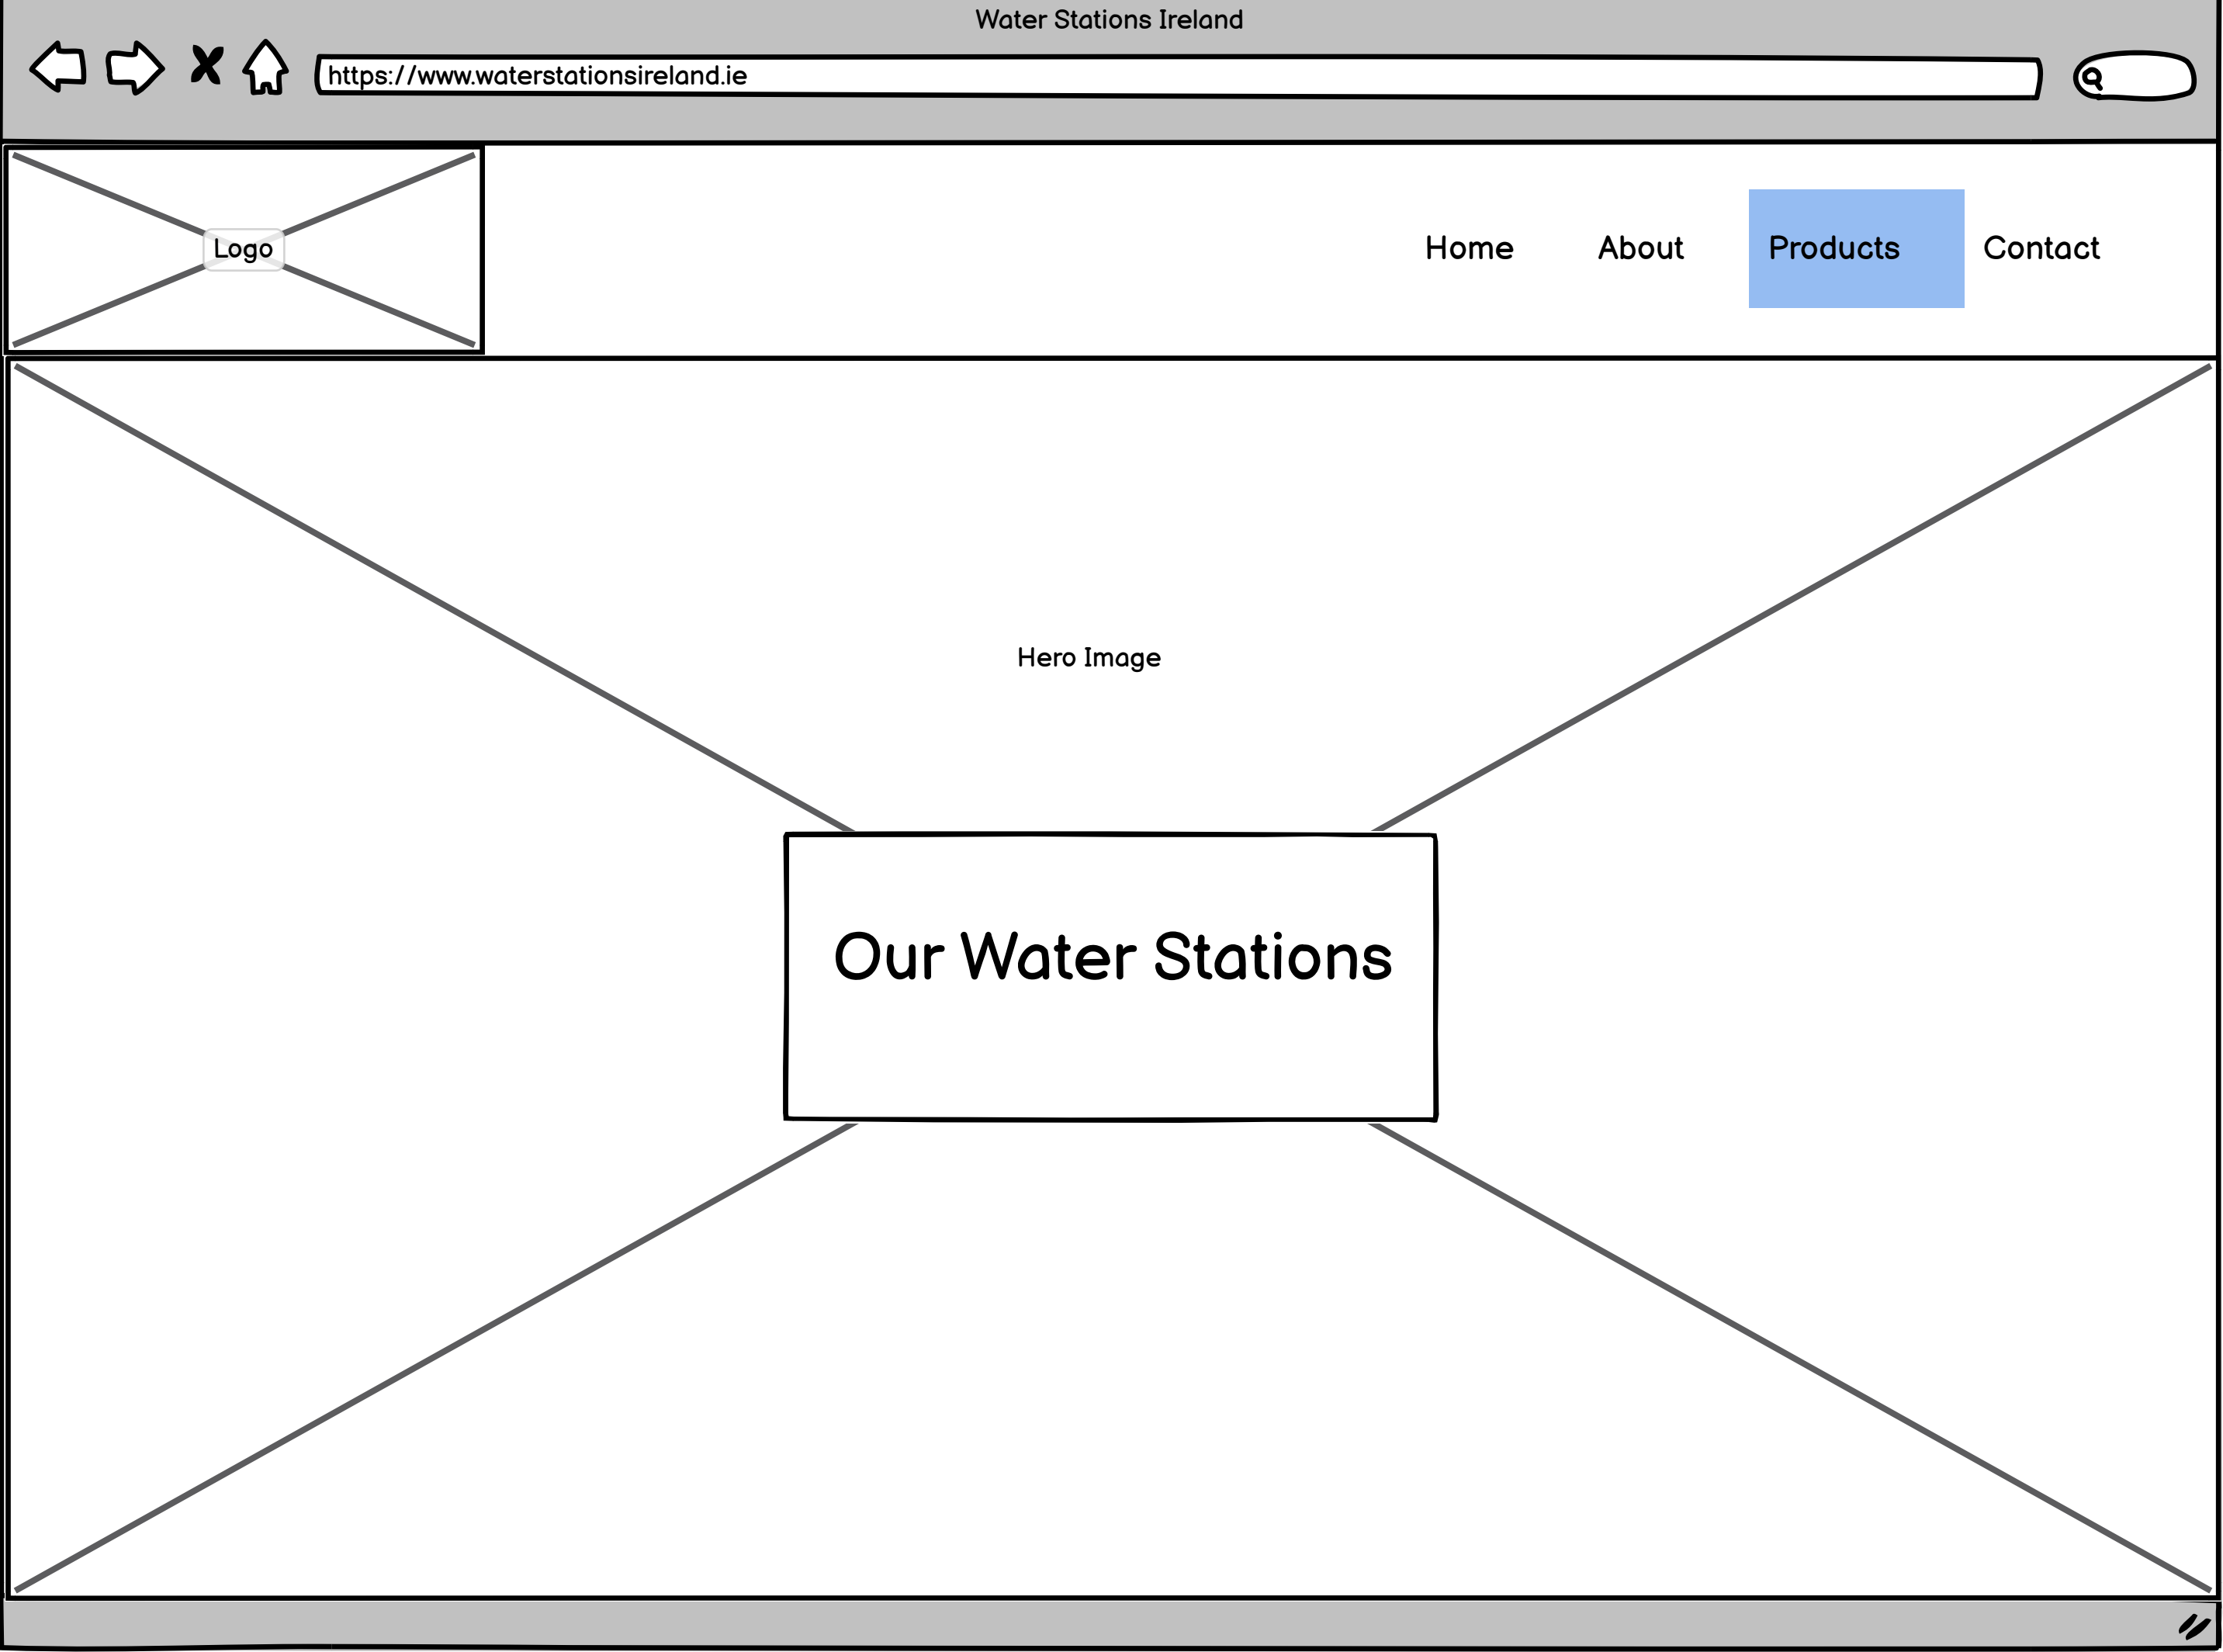 Water Stations Ireland
https://www.waterstationsireland.ie
Logo
Home About Products Contact
Hero Image
Our Water Stations